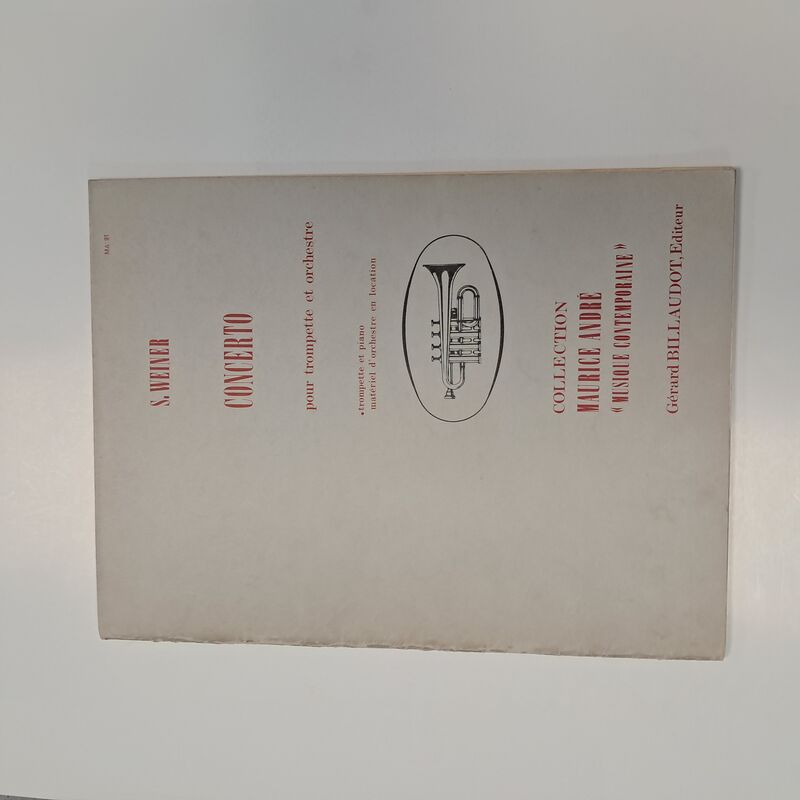 MA 91
S. WEINER
CONCERTO
pour trompette et orchestre
• trompette et piano
matériel d'orchestre en location
COLLECTION
MAURICE ANDRÉ
« MUSIQUE CONTEMPORAINE »
Gérard BILLAUDOT, Editeur